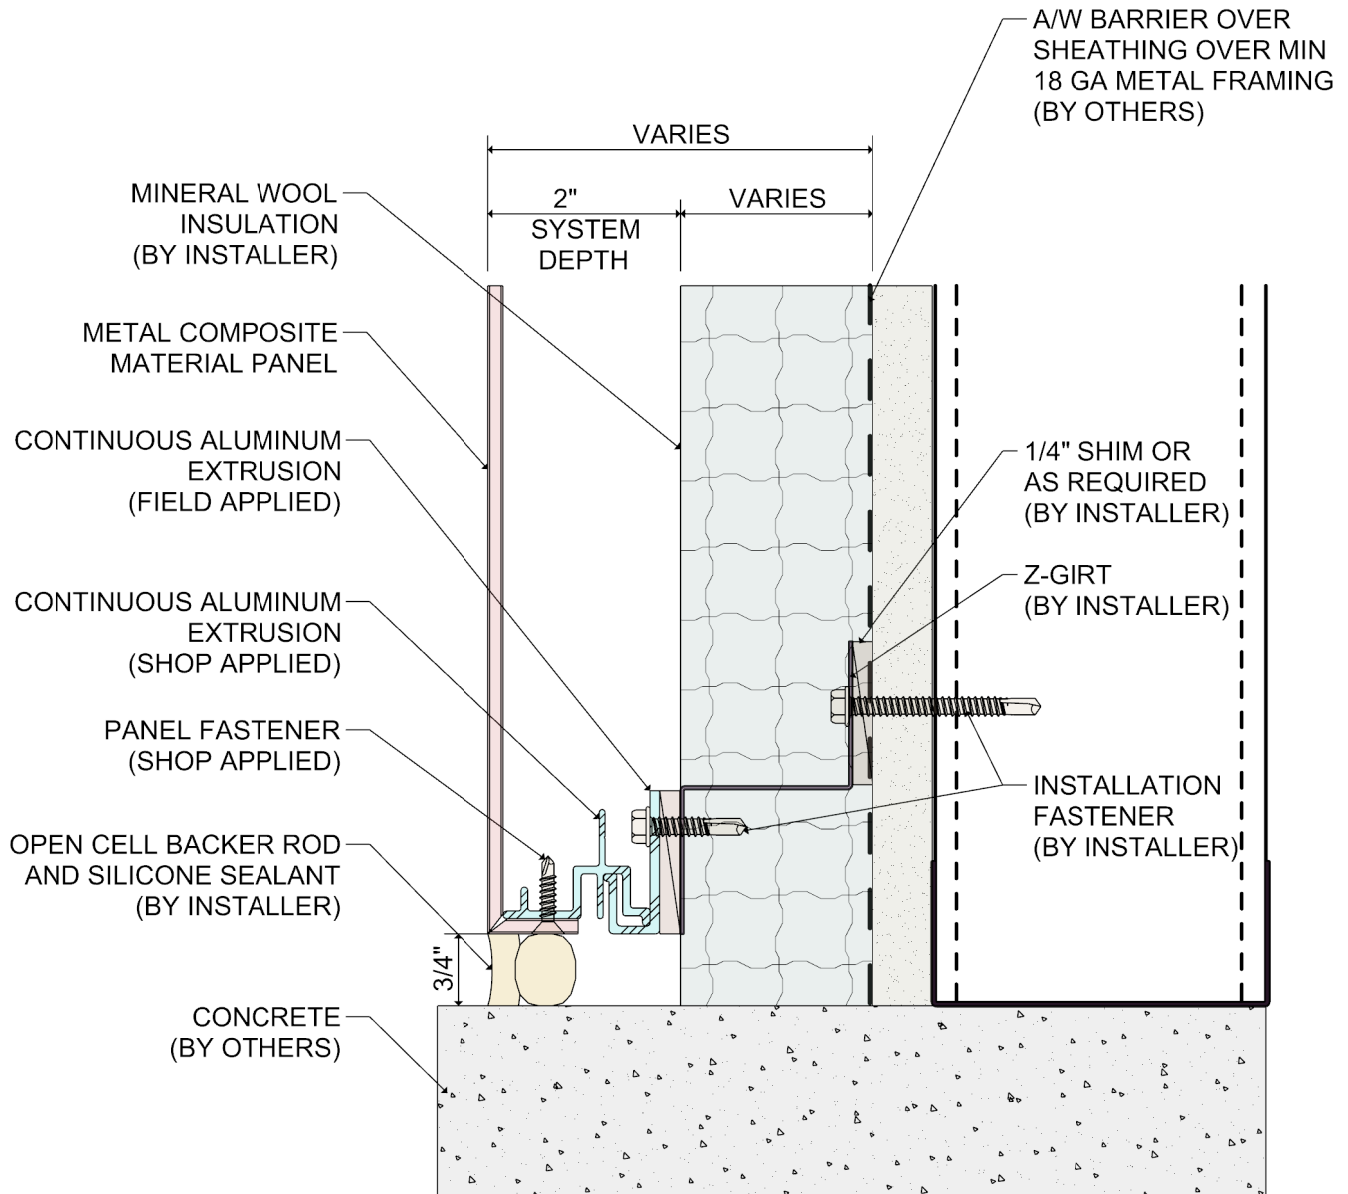 A/W BARRIER OVER
SHEATHING OVER MIN
18 GA METAL FRAMING
(BY OTHERS)
VARIES
2"
SYSTEM
DEPTH
VARIES
MINERAL WOOL
INSULATION
(BY INSTALLER)
METAL COMPOSITE
MATERIAL PANEL
CONTINUOUS ALUMINUM
EXTRUSION
(FIELD APPLIED)
CONTINUOUS ALUMINUM
EXTRUSION
(SHOP APPLIED)
PANEL FASTENER
(SHOP APPLIED)
OPEN CELL BACKER ROD
AND SILICONE SEALANT
(BY INSTALLER)
3/4"
CONCRETE
(BY OTHERS)
1/4" SHIM OR
AS REQUIRED
(BY INSTALLER)
Z-GIRT
(BY INSTALLER)
INSTALLATION
FASTENER
(BY INSTALLER)